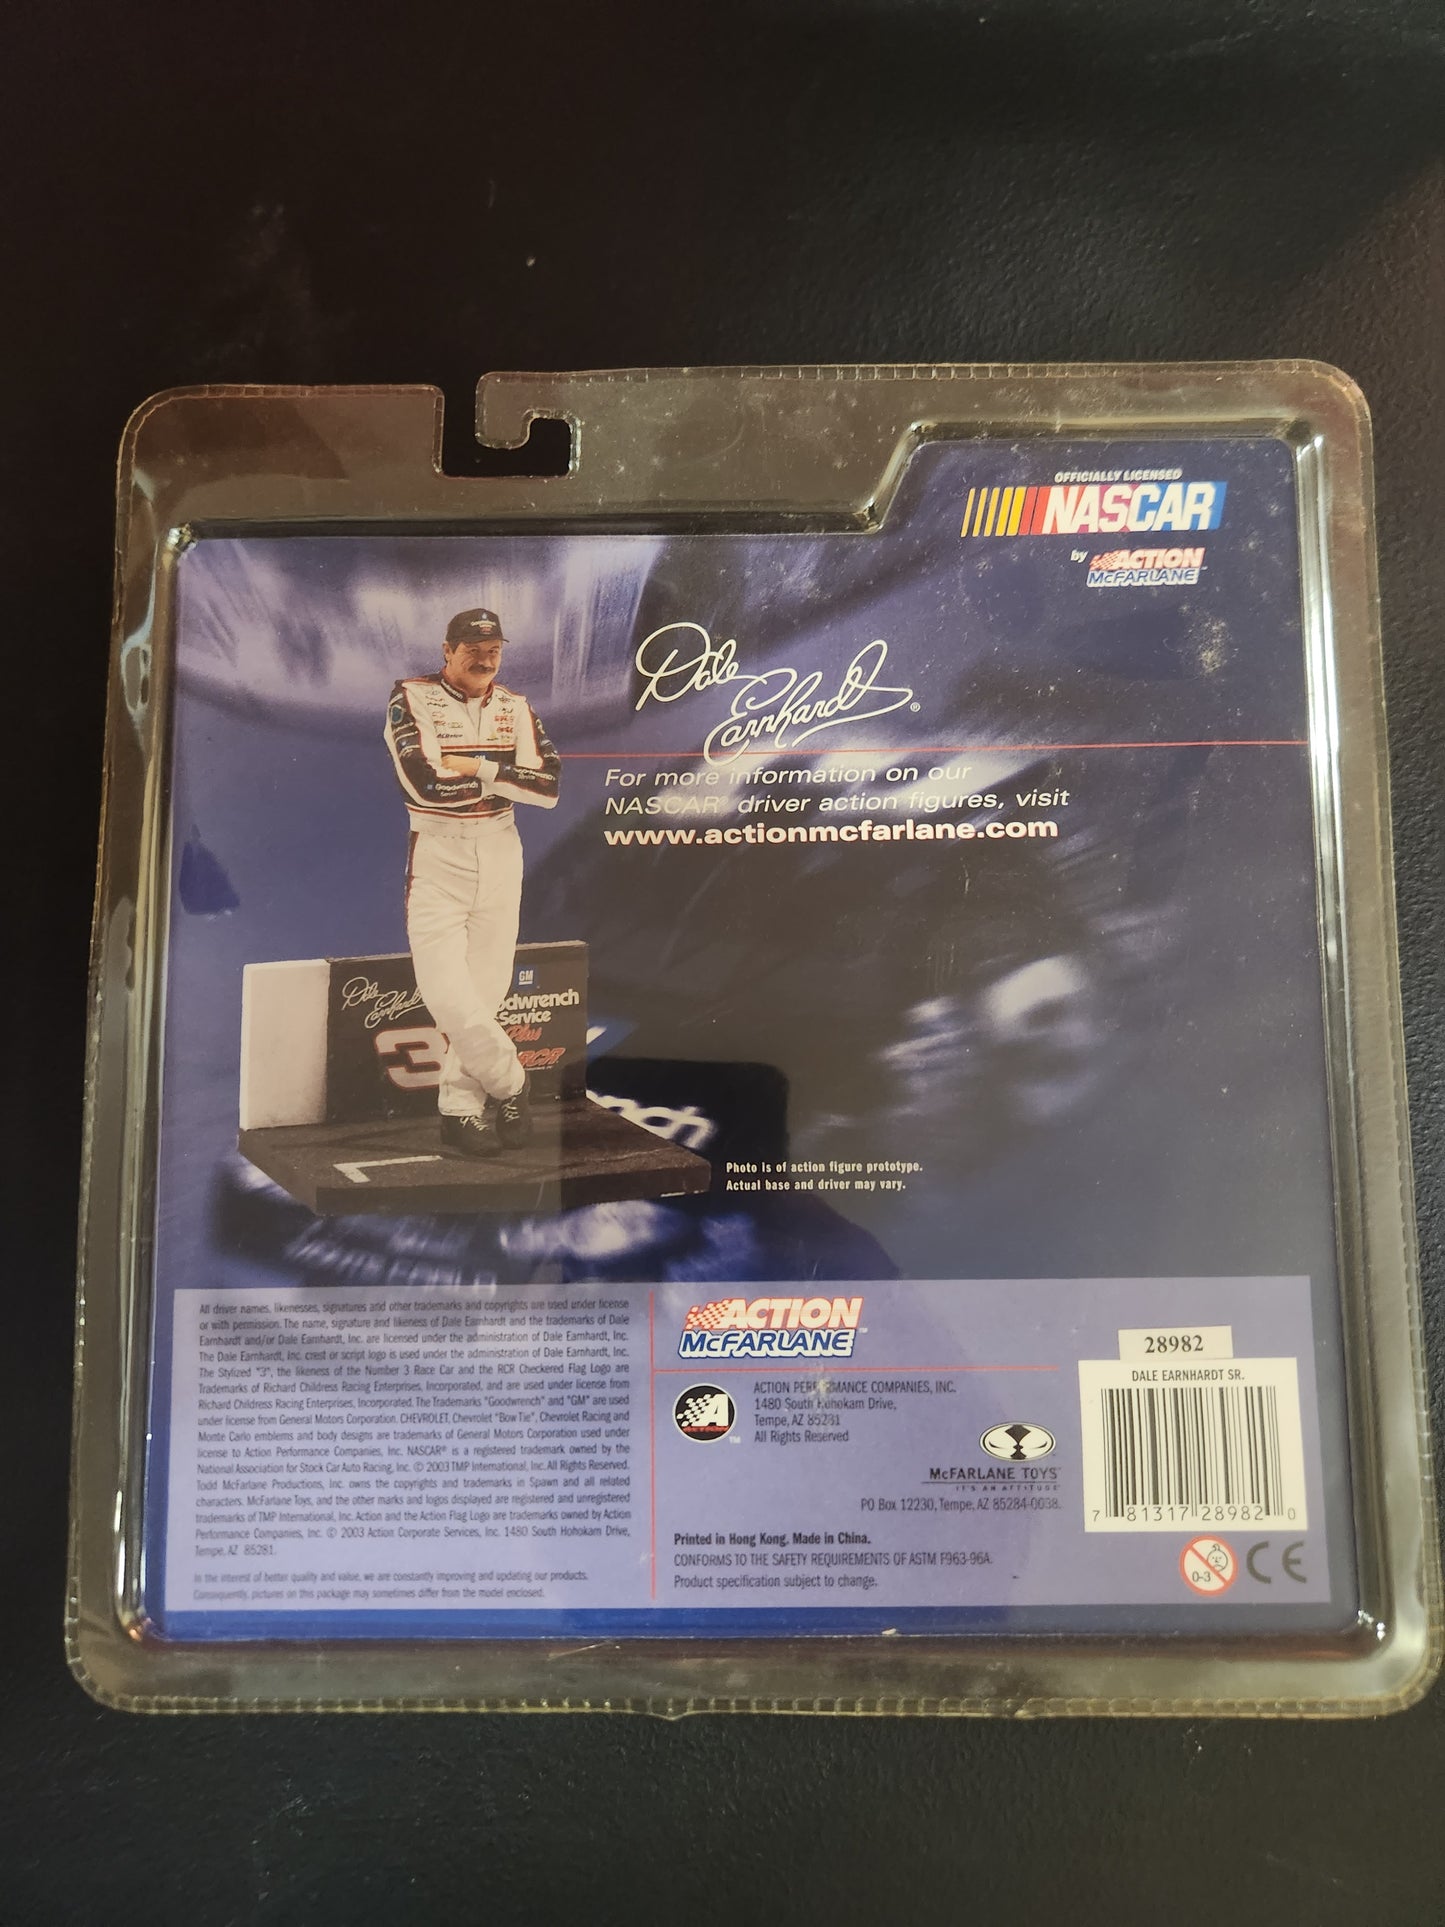 OFFICIALLY LICENSED
NASCAR
by ACTION
McFARLANE
Dale
Earnhardt ®
For more information on our
NASCAR® driver action figures, visit
www.actionmcfarlane.com
Dale
Earnhardt
3
GM
odwrench
Service
Plus
RCR
Goodwrench
Service
nch
Photo is of action figure prototype.
Actual base and driver may vary.
All driver names, likenesses, signatures and other trademarks and copyrights are used under license
or with permission. The name, signature and likeness of Dale Earnhardt and the trademarks of Dale
Earnhardt and/or Dale Earnhardt, Inc. are licensed under the administration of Dale Earnhardt, Inc.
The Dale Earnhardt, Inc. crest or script logo is used under the administration of Dale Earnhardt, Inc.
The Stylized "3", the likeness of the Number 3 Race Car and the RCR Checkered Flag Logo are
Trademarks of Richard Childress Racing Enterprises, Incorporated, and are used under license from
Richard Childress Racing Enterprises, Incorporated. The Trademarks "Goodwrench" and "GM" are used
under license from General Motors Corporation. CHEVROLET, Chevrolet "Bow Tie", Chevrolet Racing and
Monte Carlo emblems and body designs are trademarks of General Motors Corporation used under
license to Action Performance Companies, Inc. NASCAR® is a registered trademark owned by the
National Association for Stock Car Auto Racing, Inc. © 2003 TMP International, Inc. All Rights Reserved.
Todd McFarlane Productions, Inc. owns the copyrights and trademarks in Spawn and all related
characters. McFarlane Toys, and the other marks and logos displayed are registered and unregistered
trademarks of TMP International, Inc. Action and the Action Flag Logo are trademarks owned by Action
Performance Companies, Inc. © 2003 Action Corporate Services, Inc. 1480 South Hohokam Drive,
Tempe, AZ 85281.
In the interest of better quality and value, we are constantly improving and updating our products.
Consequently, pictures on this package may sometimes differ from the model enclosed.
ACTION
McFARLANE™
A
ACTION
™
ACTION PERFORMANCE COMPANIES, INC.
1480 South Hohokam Drive,
Tempe, AZ 85281
All Rights Reserved
McFARLANE TOYS™
IT'S AN ATTITUDE™
PO Box 12230, Tempe, AZ 85284-0038.
Printed in Hong Kong. Made in China.
CONFORMS TO THE SAFETY REQUIREMENTS OF ASTM F963-96A.
Product specification subject to change.
28982
DALE EARNHARDT SR.
7 81317 28982 0
0-3
CE